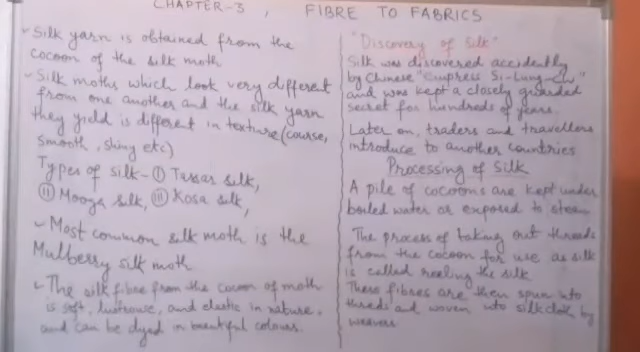 CHAPTER-3, FIBRE TO FABRICS
Silk yarn is obtained from the
cocoon of the silk moth
Silk moths which look very different
from one another and the silk yarn
they yield is different in texture (course,
smooth, shiny etc)
Types of silk - (i) Tassar silk,
(ii) Mooga silk, (iii) Kosa silk,
Most common silk moth is the
Mulberry silk moth
The silk fibre from the cocoon of moth
is soft, lustrous, and elastic in nature,
and can be dyed in beautiful colours.
"Discovery of Silk"
Silk was discovered accidently
by Chinese "Empress Si-lung-"
and was kept a closely guarded
secret for hundreds of years
Later on, traders and travellers
introduce to another countries
Processing of Silk
A pile of cocoons are kept under
boiled water or exposed to steam
The process of taking out threads
from the cocoon for use as silk
is called reeling the silk
These fibres are then spun into
thread and woven into silk cloth by
weavers